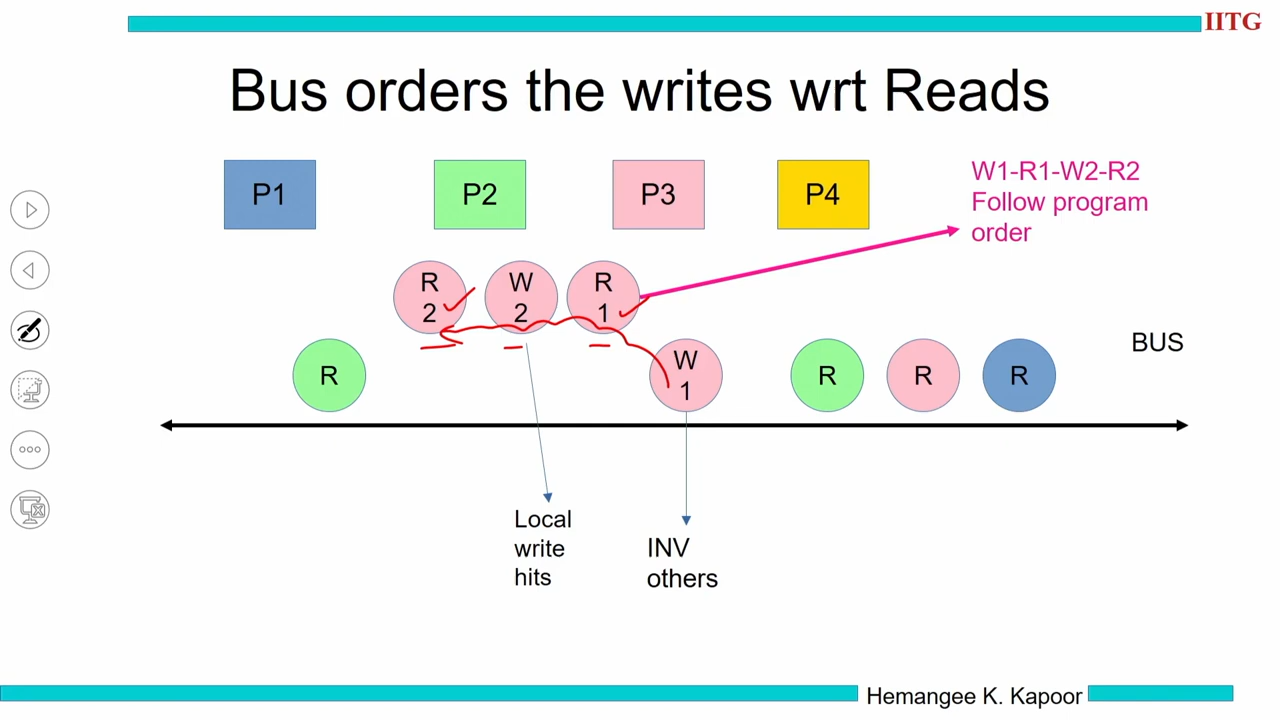 IITG
Bus orders the writes wrt Reads
P1
P2
P3
P4
W1-R1-W2-R2
Follow program
order
R
2
W
2
R
1
BUS
R
W
1
R
R
R
Local
write
hits
INV
others
Hemangee K. Kapoor